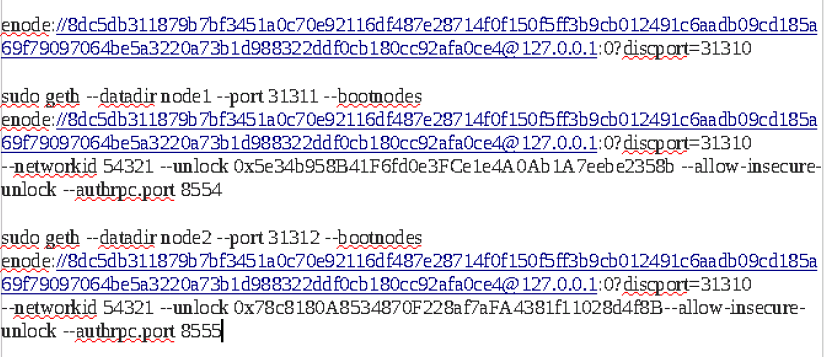 enode://8dc5db311879b7bf3451a0c70e92116df487e28714f0f150f5ff3b9cb012491c6aadb09cd185a
69f79097064be5a3220a73b1d988322ddf0cb180cc92afa0ce4@127.0.0.1:0?discport=31310
sudo geth --datadir node1 --port 31311 --bootnodes
enode://8dc5db311879b7bf3451a0c70e92116df487e28714f0f150f5ff3b9cb012491c6aadb09cd185a
69f79097064be5a3220a73b1d988322ddf0cb180cc92afa0ce4@127.0.0.1:0?discport=31310
--networkid 54321 --unlock 0x5e34b958B41F6fd0e3FCe1e4A0Ab1A7eebe2358b --allow-insecure-
unlock --authrpc.port 8554
sudo geth --datadir node2 --port 31312 --bootnodes
enode://8dc5db311879b7bf3451a0c70e92116df487e28714f0f150f5ff3b9cb012491c6aadb09cd185a
69f79097064be5a3220a73b1d988322ddf0cb180cc92afa0ce4@127.0.0.1:0?discport=31310
--networkid 54321 --unlock 0x78c8180A8534870F228af7aFA4381f11028d4f8B--allow-insecure-
unlock --authrpc.port 8555